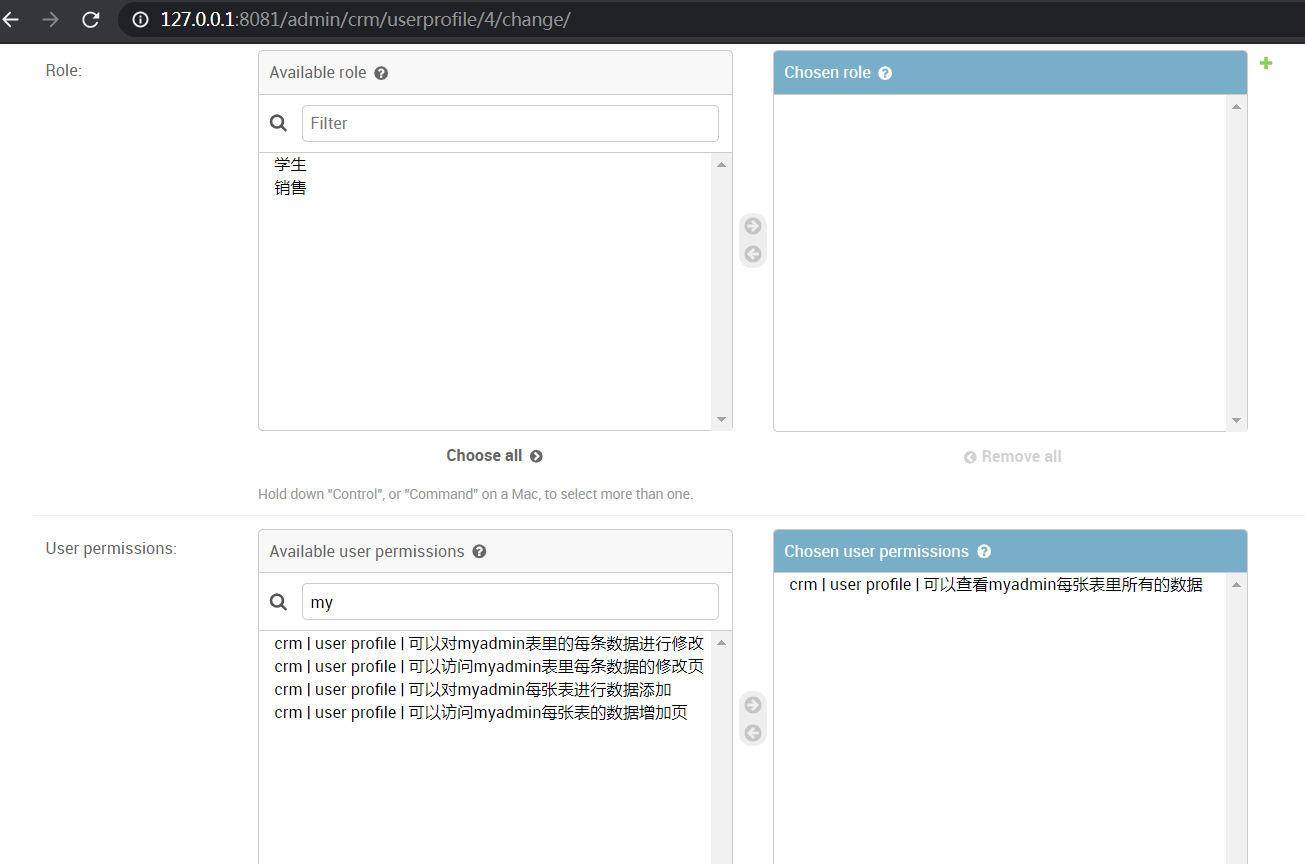 127.0.0.1:8081/admin/crm/userprofile/4/change/
Role:
Available role
Chosen role
Filter
学生
销售
Choose all
Remove all
Hold down "Control", or "Command" on a Mac, to select more than one.
User permissions:
Available user permissions
Chosen user permissions
my
crm | user profile | 可以查看myadmin每张表里所有的数据
crm | user profile | 可以对myadmin表里的每条数据进行修改
crm | user profile | 可以访问myadmin表里每条数据的修改页
crm | user profile | 可以对myadmin每张表进行数据添加
crm | user profile | 可以访问myadmin每张表的数据增加页